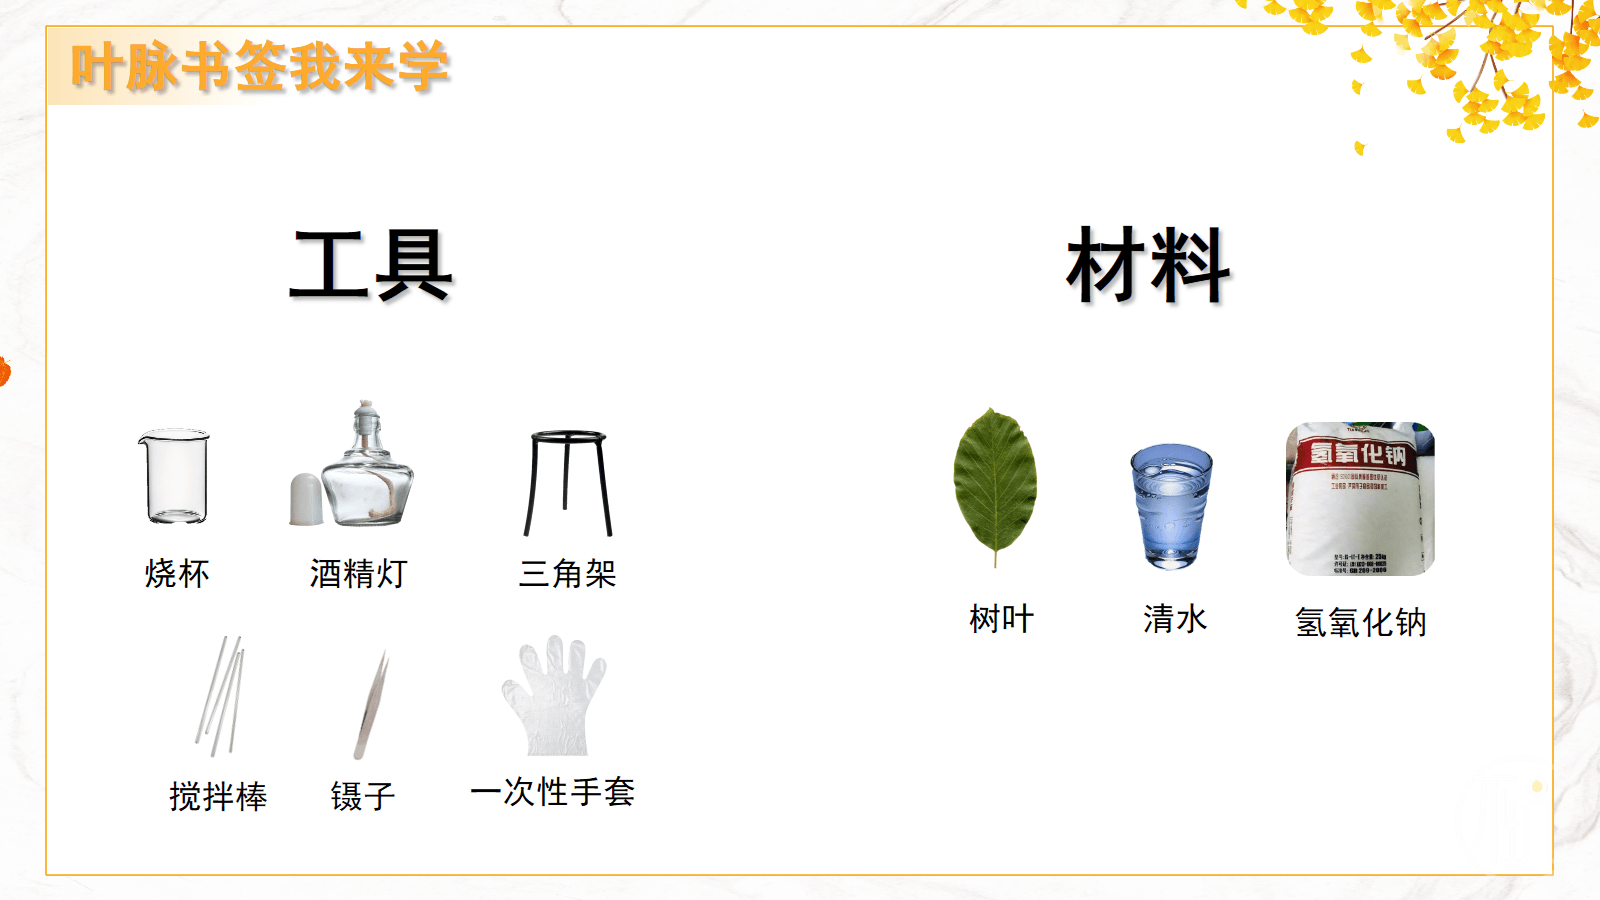 叶脉书签我来学
工具
材料
烧杯
酒精灯
三角架
搅拌棒
镊子
一次性手套
氢氧化钠
树叶
清水
氢氧化钠